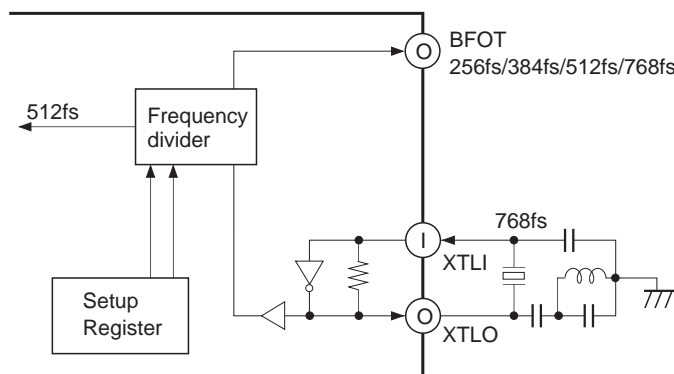 O
BFOT
256fs/384fs/512fs/768fs
512fs
Frequency
divider
I
768fs
XTLI
Setup
Register
O
XTLO